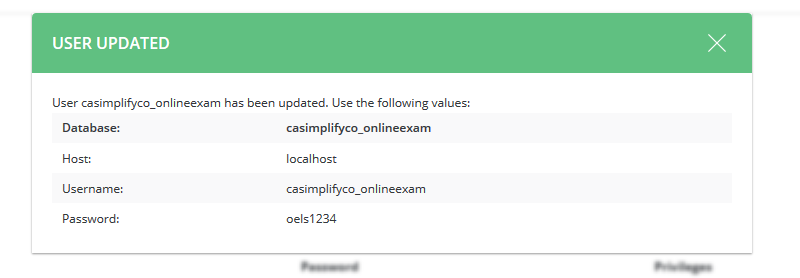 USER UPDATED
User casimplifyco_onlineexam has been updated. Use the following values:
Database: casimplifyco_onlineexam
Host: localhost
Username: casimplifyco_onlineexam
Password: oels1234
Password Privileges